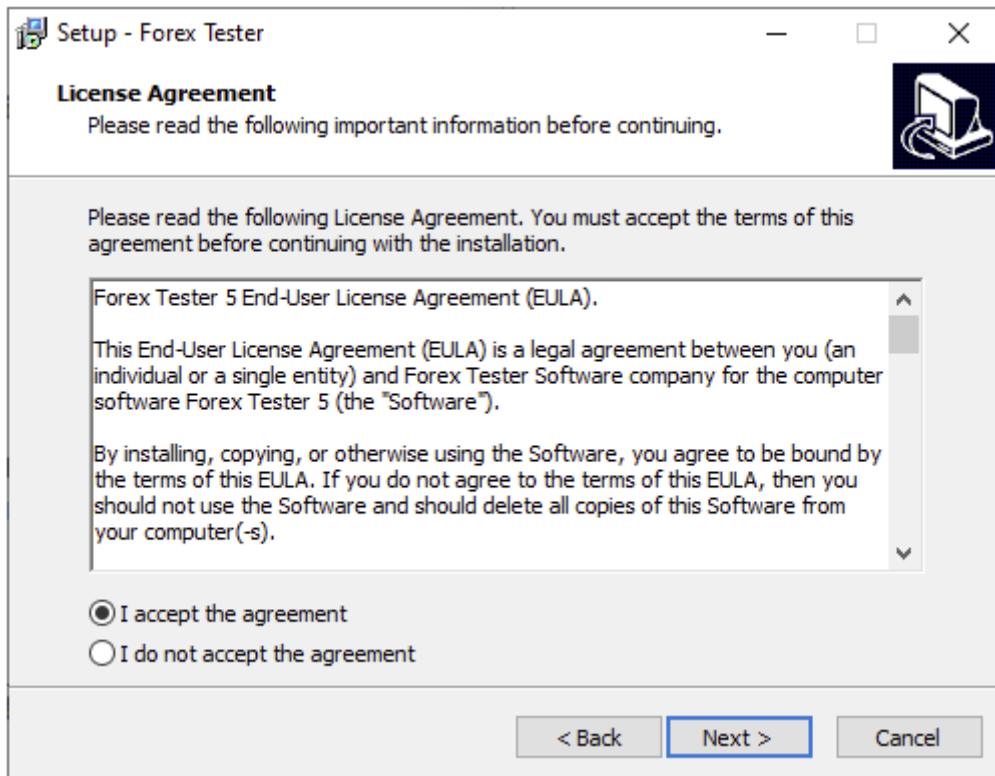 Setup - Forex Tester
License Agreement
Please read the following important information before continuing.
Please read the following License Agreement. You must accept the terms of this
agreement before continuing with the installation.
Forex Tester 5 End-User License Agreement (EULA).
This End-User License Agreement (EULA) is a legal agreement between you (an
individual or a single entity) and Forex Tester Software company for the computer
software Forex Tester 5 (the "Software").
By installing, copying, or otherwise using the Software, you agree to be bound by
the terms of this EULA. If you do not agree to the terms of this EULA, then you
should not use the Software and should delete all copies of this Software from
your computer(-s).
I accept the agreement
I do not accept the agreement
< Back Next > Cancel